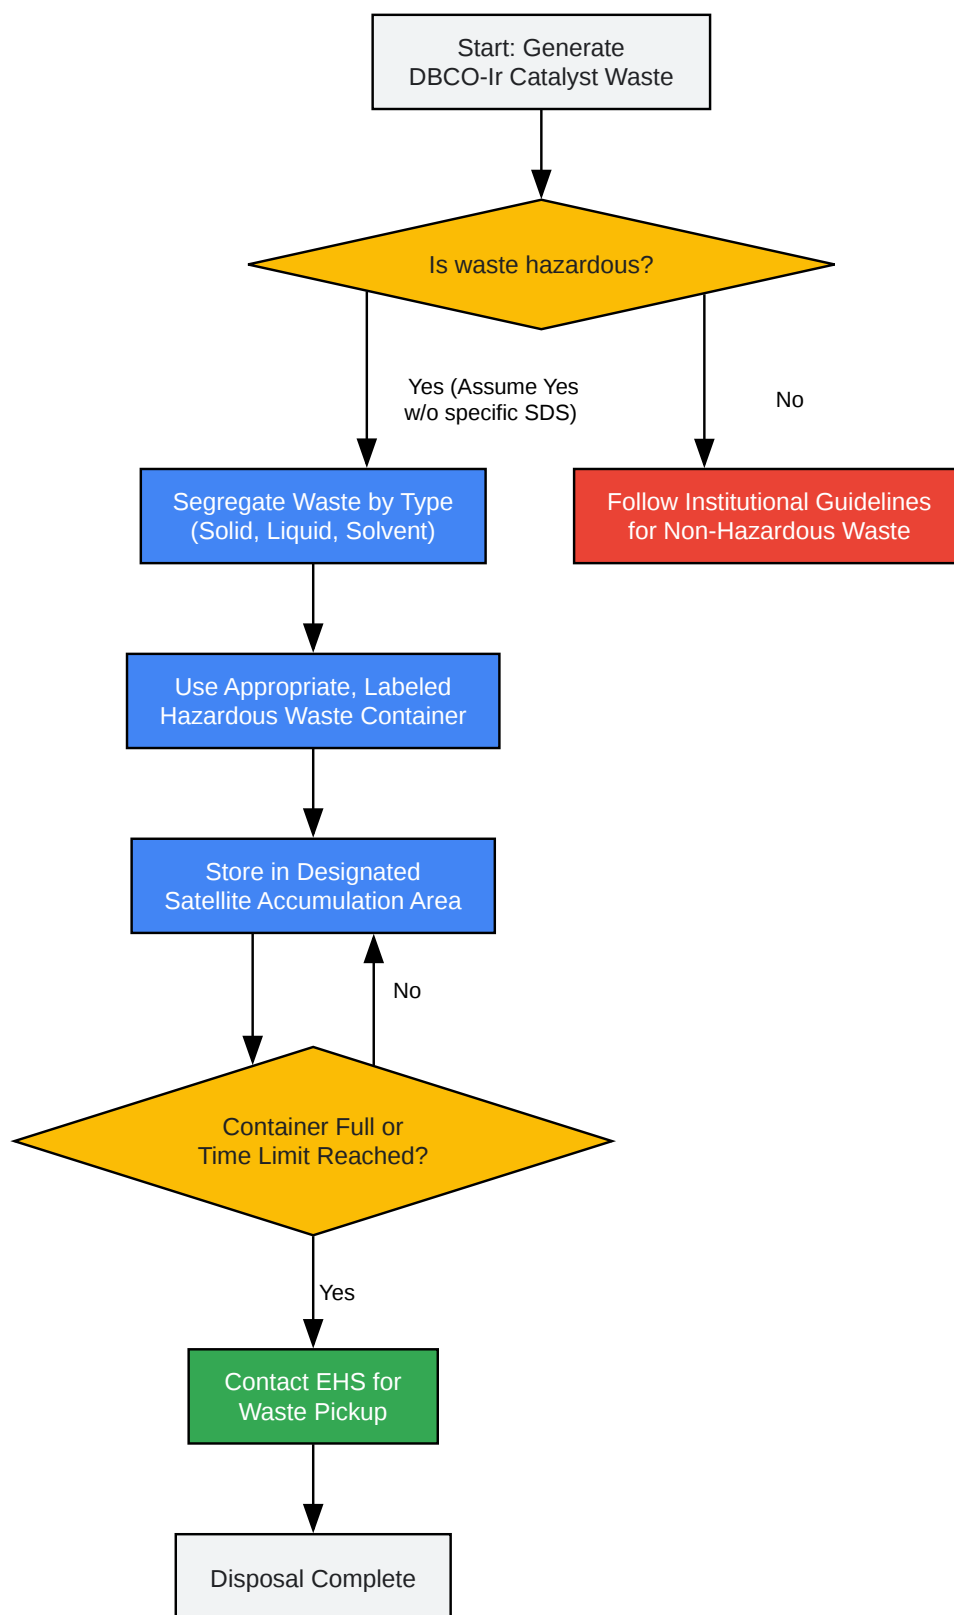 Start: Generate
DBCO-Ir Catalyst Waste
Is waste hazardous?
Yes (Assume Yes
w/o specific SDS)
No
Segregate Waste by Type
(Solid, Liquid, Solvent)
Follow Institutional Guidelines
for Non-Hazardous Waste
Use Appropriate, Labeled
Hazardous Waste Container
Store in Designated
Satellite Accumulation Area
No
Container Full or
Time Limit Reached?
Yes
Contact EHS for
Waste Pickup
Disposal Complete